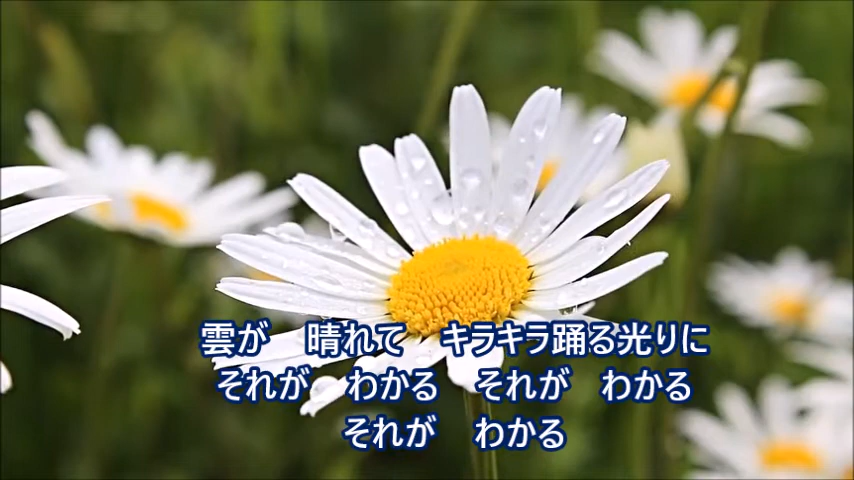 雲が　晴れて　キラキラ踊る光りに
それが　わかる　それが　わかる
それが　わかる